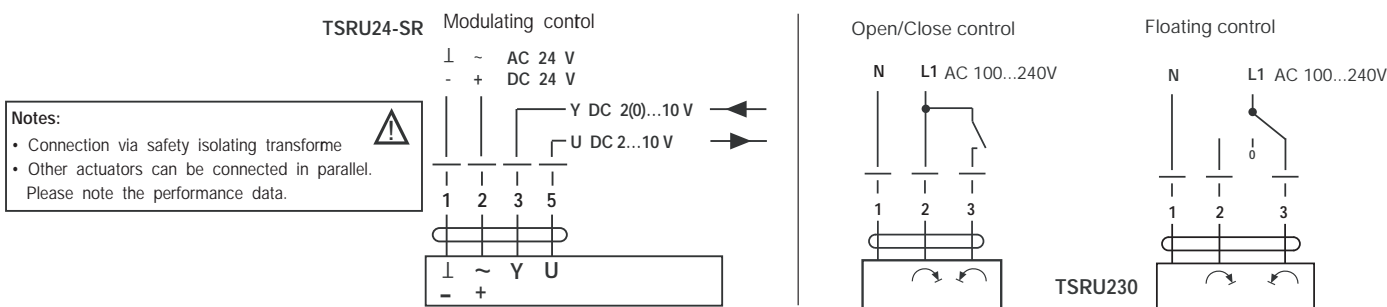 TSRU24-SR
Modulating contol
⊥ ~ AC 24 V
- + DC 24 V
Y DC 2(0)...10 V
U DC 2...10 V
Notes:
• Connection via safety isolating transforme
• Other actuators can be connected in parallel.
Please note the performance data.
1 2 3 5
⊥ ~ Y U
- +
Open/Close control
N L1 AC 100...240V
1 2 3
Floating control
N L1 AC 100...240V
0
1 2 3
TSRU230